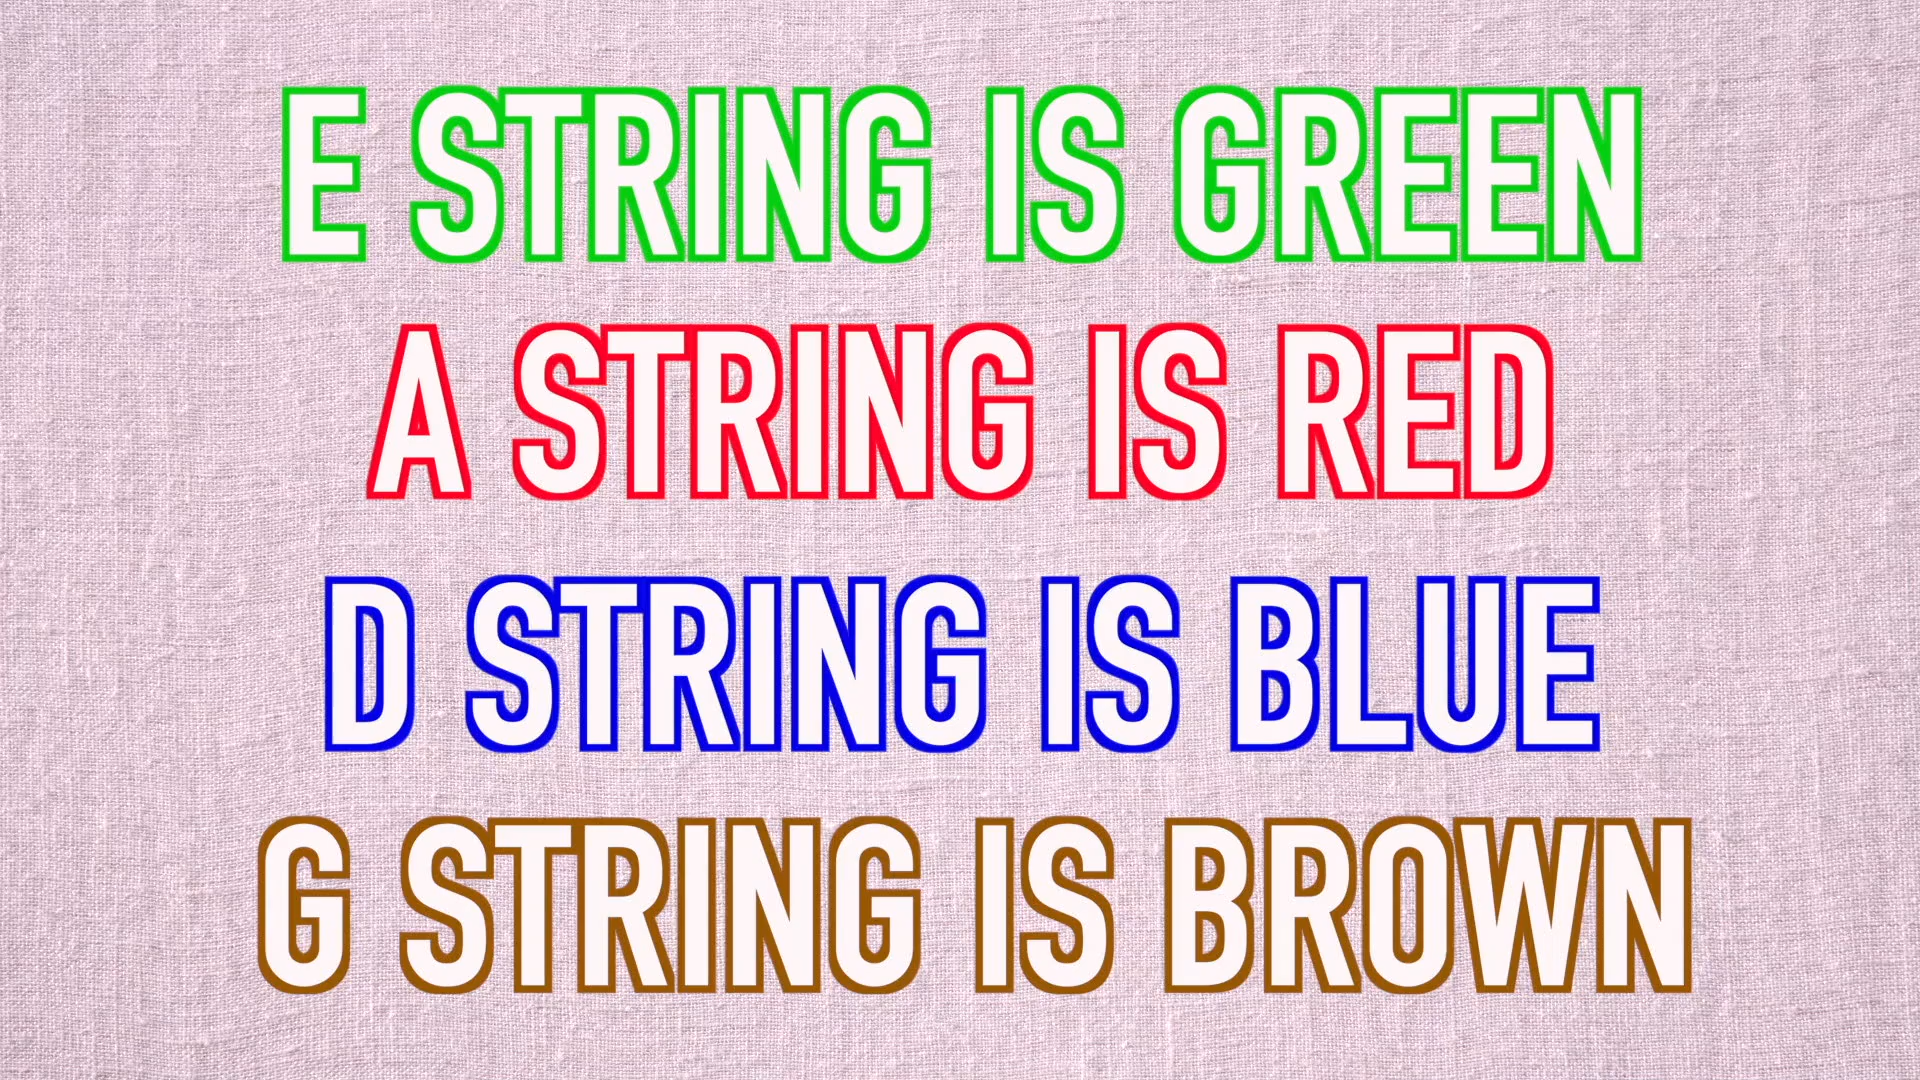 E STRING IS GREEN
A STRING IS RED
D STRING IS BLUE
G STRING IS BROWN